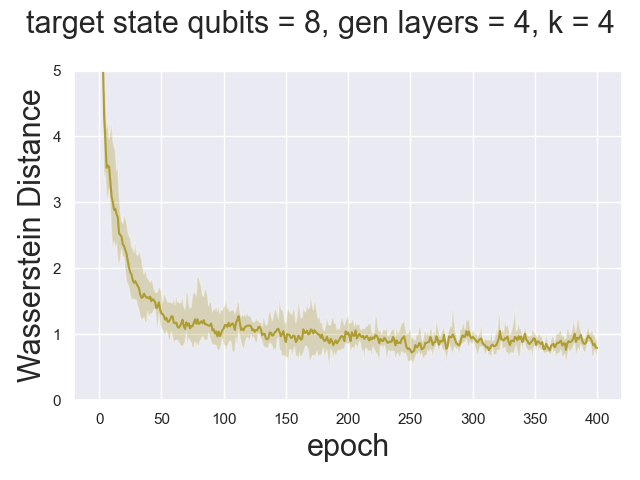 target state qubits = 8, gen layers = 4, k = 4
Wasserstein Distance
5
4
3
2
1
0
0 50 100 150 200 250 300 350 400
epoch